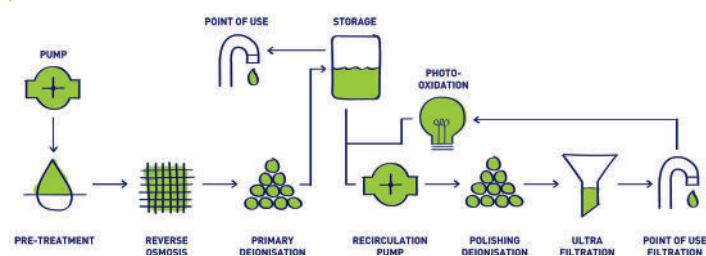 POINT OF USE
STORAGE
PUMP
PHOTO-
OXIDATION
PRE-TREATMENT
REVERSE
OSMOSIS
PRIMARY
DEIONISATION
RECIRCULATION
PUMP
POLISHING
DEIONISATION
ULTRA
FILTRATION
POINT OF USE
FILTRATION